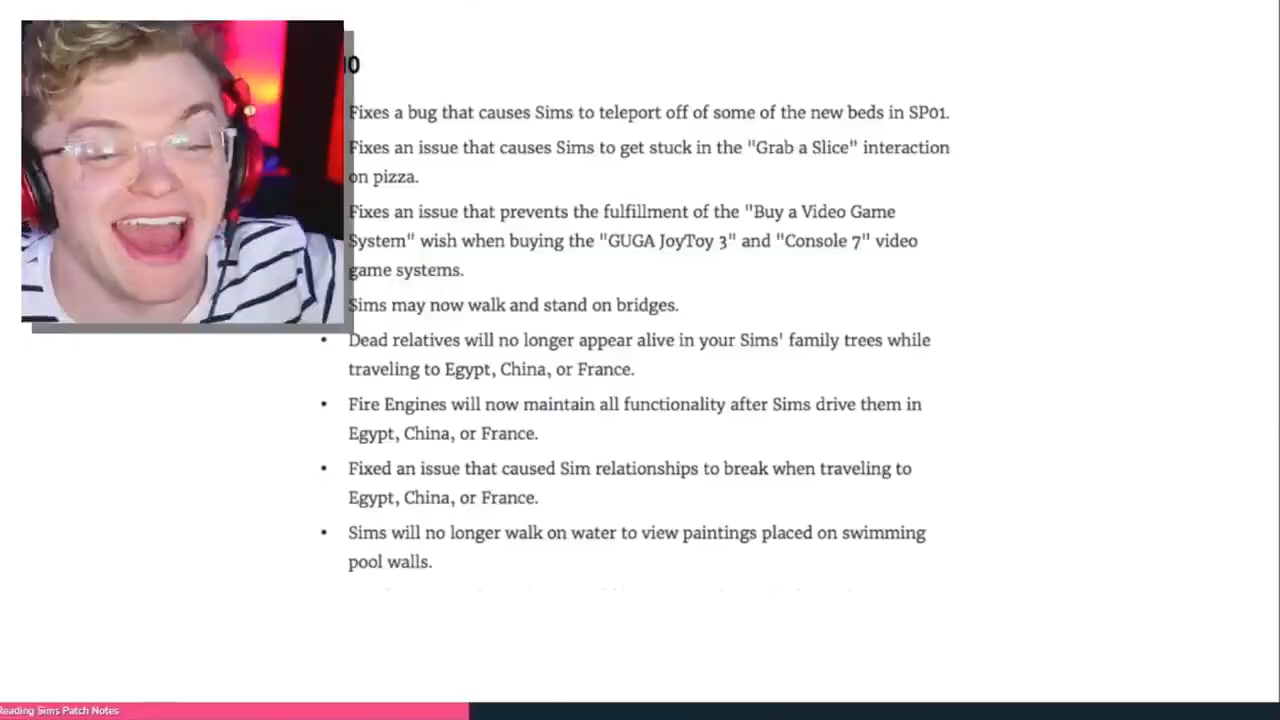 10
Fixes a bug that causes Sims to teleport off of some of the new beds in SP01.
Fixes an issue that causes Sims to get stuck in the "Grab a Slice" interaction
on pizza.
Fixes an issue that prevents the fulfillment of the "Buy a Video Game
System" wish when buying the "GUGA JoyToy 3" and "Console 7" video
game systems.
Sims may now walk and stand on bridges.
• Dead relatives will no longer appear alive in your Sims' family trees while
traveling to Egypt, China, or France.
• Fire Engines will now maintain all functionality after Sims drive them in
Egypt, China, or France.
• Fixed an issue that caused Sim relationships to break when traveling to
Egypt, China, or France.
• Sims will no longer walk on water to view paintings placed on swimming
pool walls.
Reading Sims Patch Notes